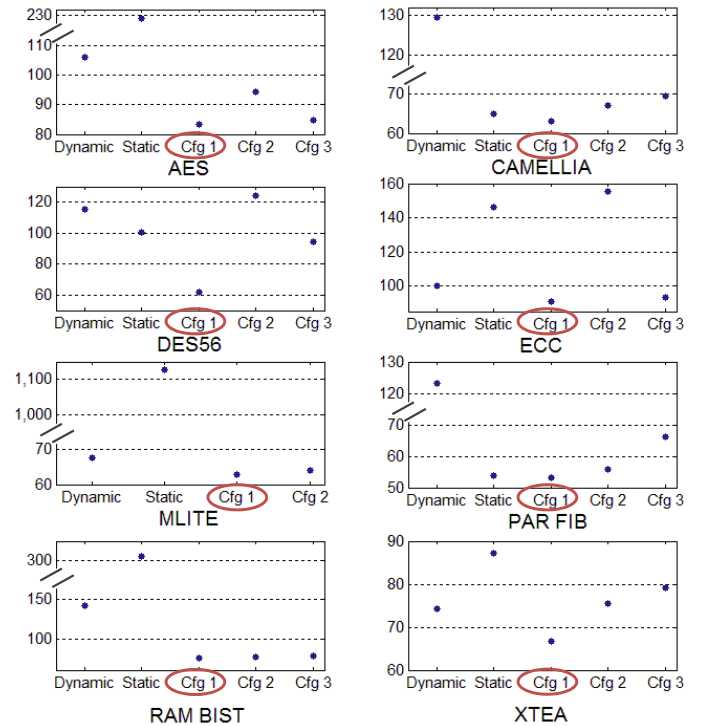 230
110
100
90
80
Dynamic Static Cfg 1 Cfg 2 Cfg 3
AES
130
120
70
60
Dynamic Static Cfg 1 Cfg 2 Cfg 3
CAMELLIA
120
100
80
60
Dynamic Static Cfg 1 Cfg 2 Cfg 3
DES56
160
140
120
100
Dynamic Static Cfg 1 Cfg 2 Cfg 3
ECC
1,100
1,000
70
60
Dynamic Static Cfg 1 Cfg 2
MLITE
130
120
70
60
50
Dynamic Static Cfg 1 Cfg 2 Cfg 3
PAR FIB
300
150
100
Dynamic Static Cfg 1 Cfg 2 Cfg 3
RAM BIST
90
80
70
60
Dynamic Static Cfg 1 Cfg 2 Cfg 3
XTEA